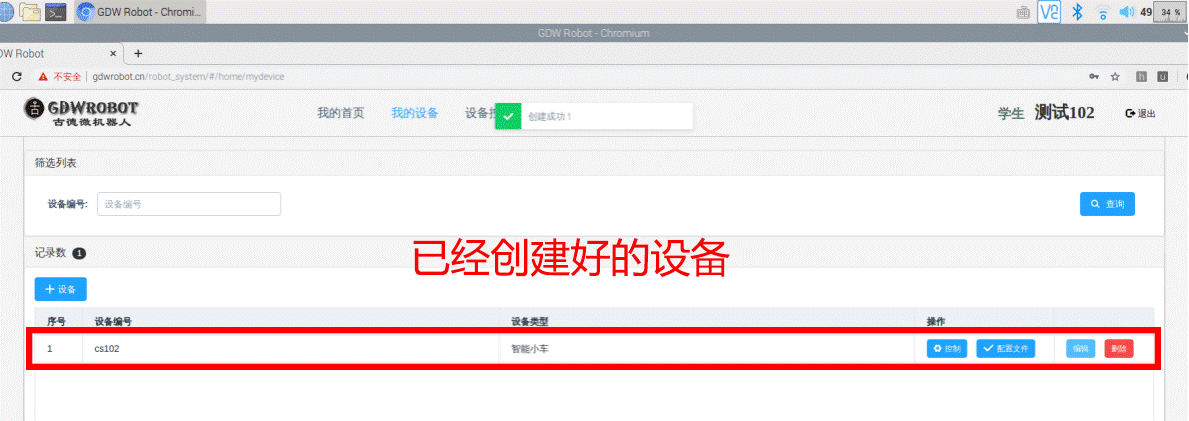 GDW Robot - Chromi...
49
34 %
GDW Robot - Chromium
DW Robot
不安全 | gdwrobot.cn/robot_system/#/home/mydevice
GDWROBOT
古德微机器人
我的首页 我的设备 设备
创建成功！
学生 测试102 退出
筛选列表
设备编号: 设备编号 查询
记录数 1
已经创建好的设备
+ 设备
序号 设备编号 设备类型 操作
1 cs102 智能小车 控制 配置文件 编辑 删除